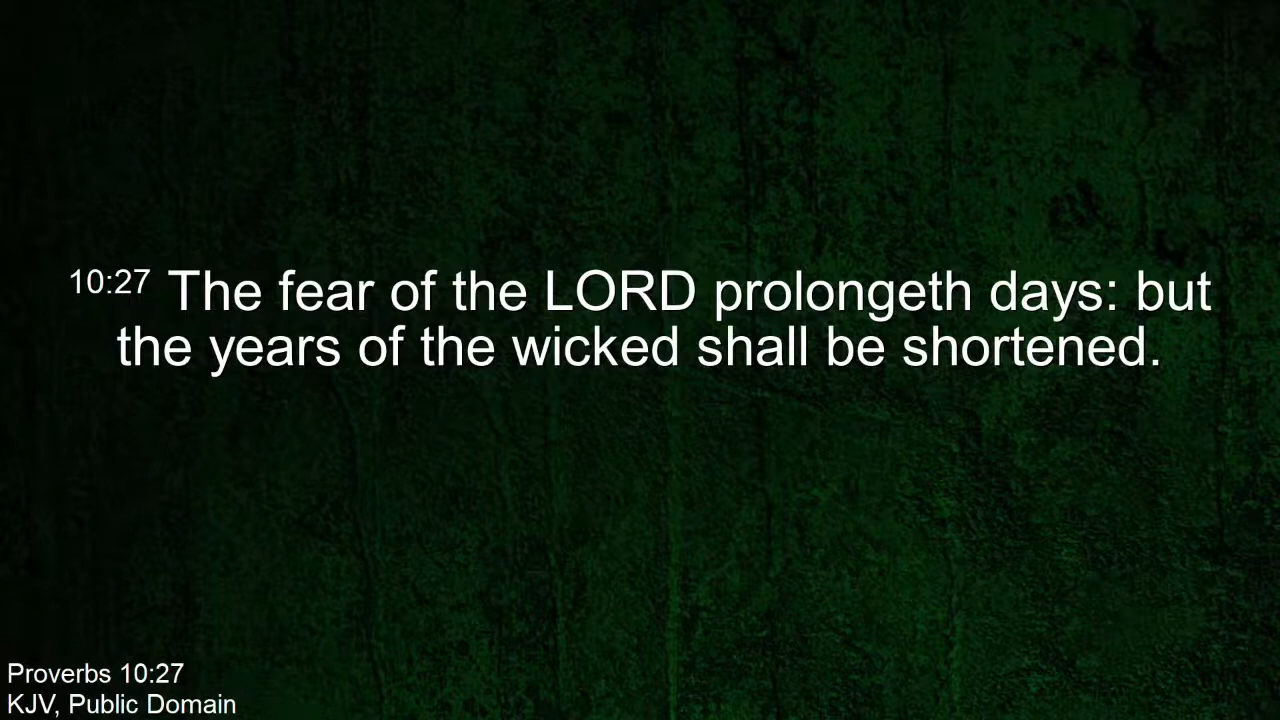 10:27 The fear of the LORD prolongeth days: but
the years of the wicked shall be shortened.
Proverbs 10:27
KJV, Public Domain